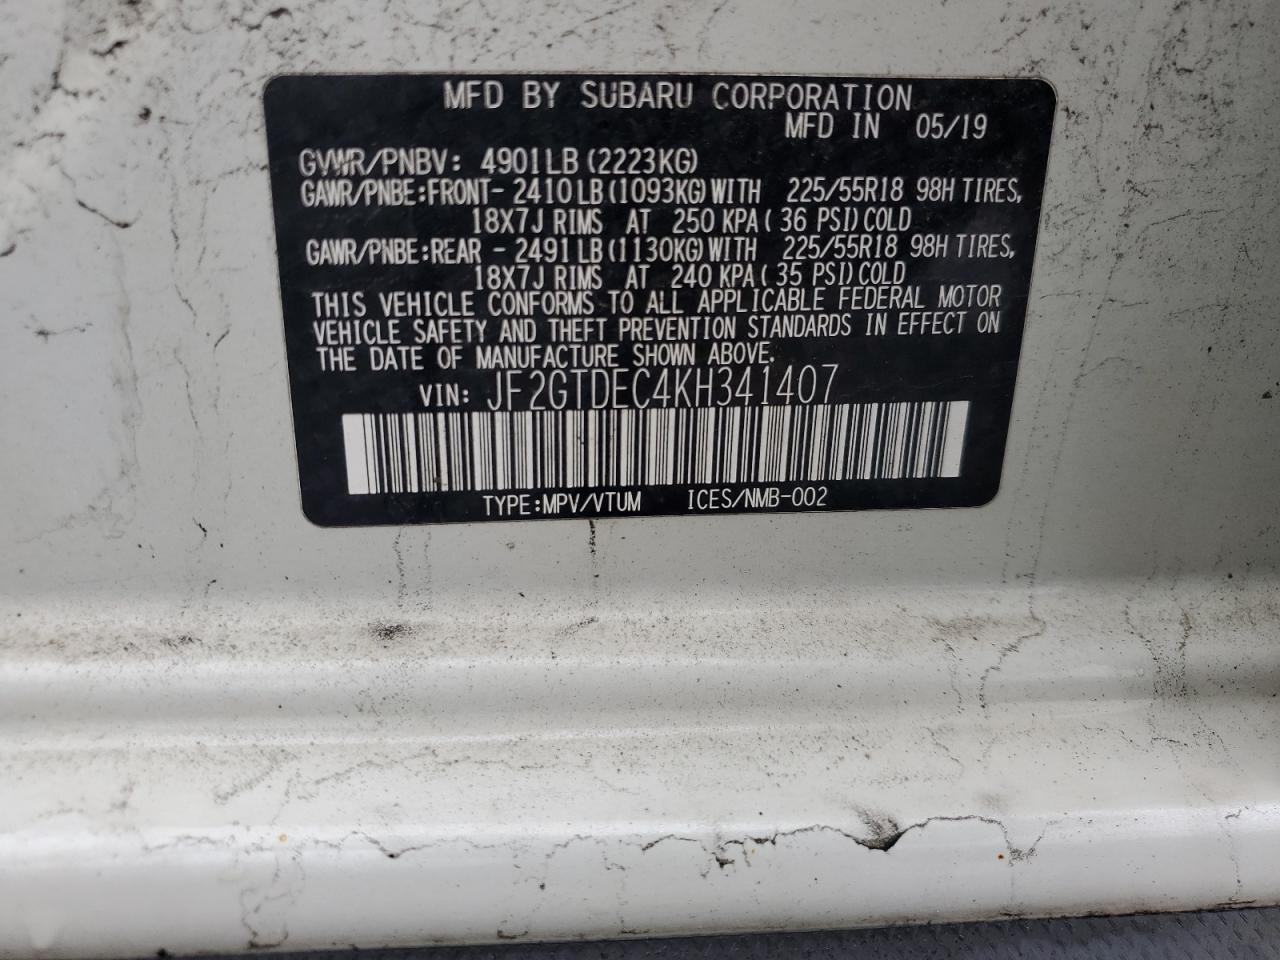 MFD BY SUBARU CORPORATION
MFD IN 05/19
GVWR/PNBV: 4901LB (2223KG)
GAWR/PNBE:FRONT- 2410LB (1093KG) WITH 225/55R18 98H TIRES,
18X7J RIMS AT 250 KPA ( 36 PSI) COLD
GAWR/PNBE:REAR - 2491LB (1130KG) WITH 225/55R18 98H TIRES,
18X7J RIMS AT 240 KPA ( 35 PSI) COLD
THIS VEHICLE CONFORMS TO ALL APPLICABLE FEDERAL MOTOR
VEHICLE SAFETY AND THEFT PREVENTION STANDARDS IN EFFECT ON
THE DATE OF MANUFACTURE SHOWN ABOVE.
VIN: JF2GTDEC4KH341407
TYPE:MPV/VTUM ICES/NMB-002